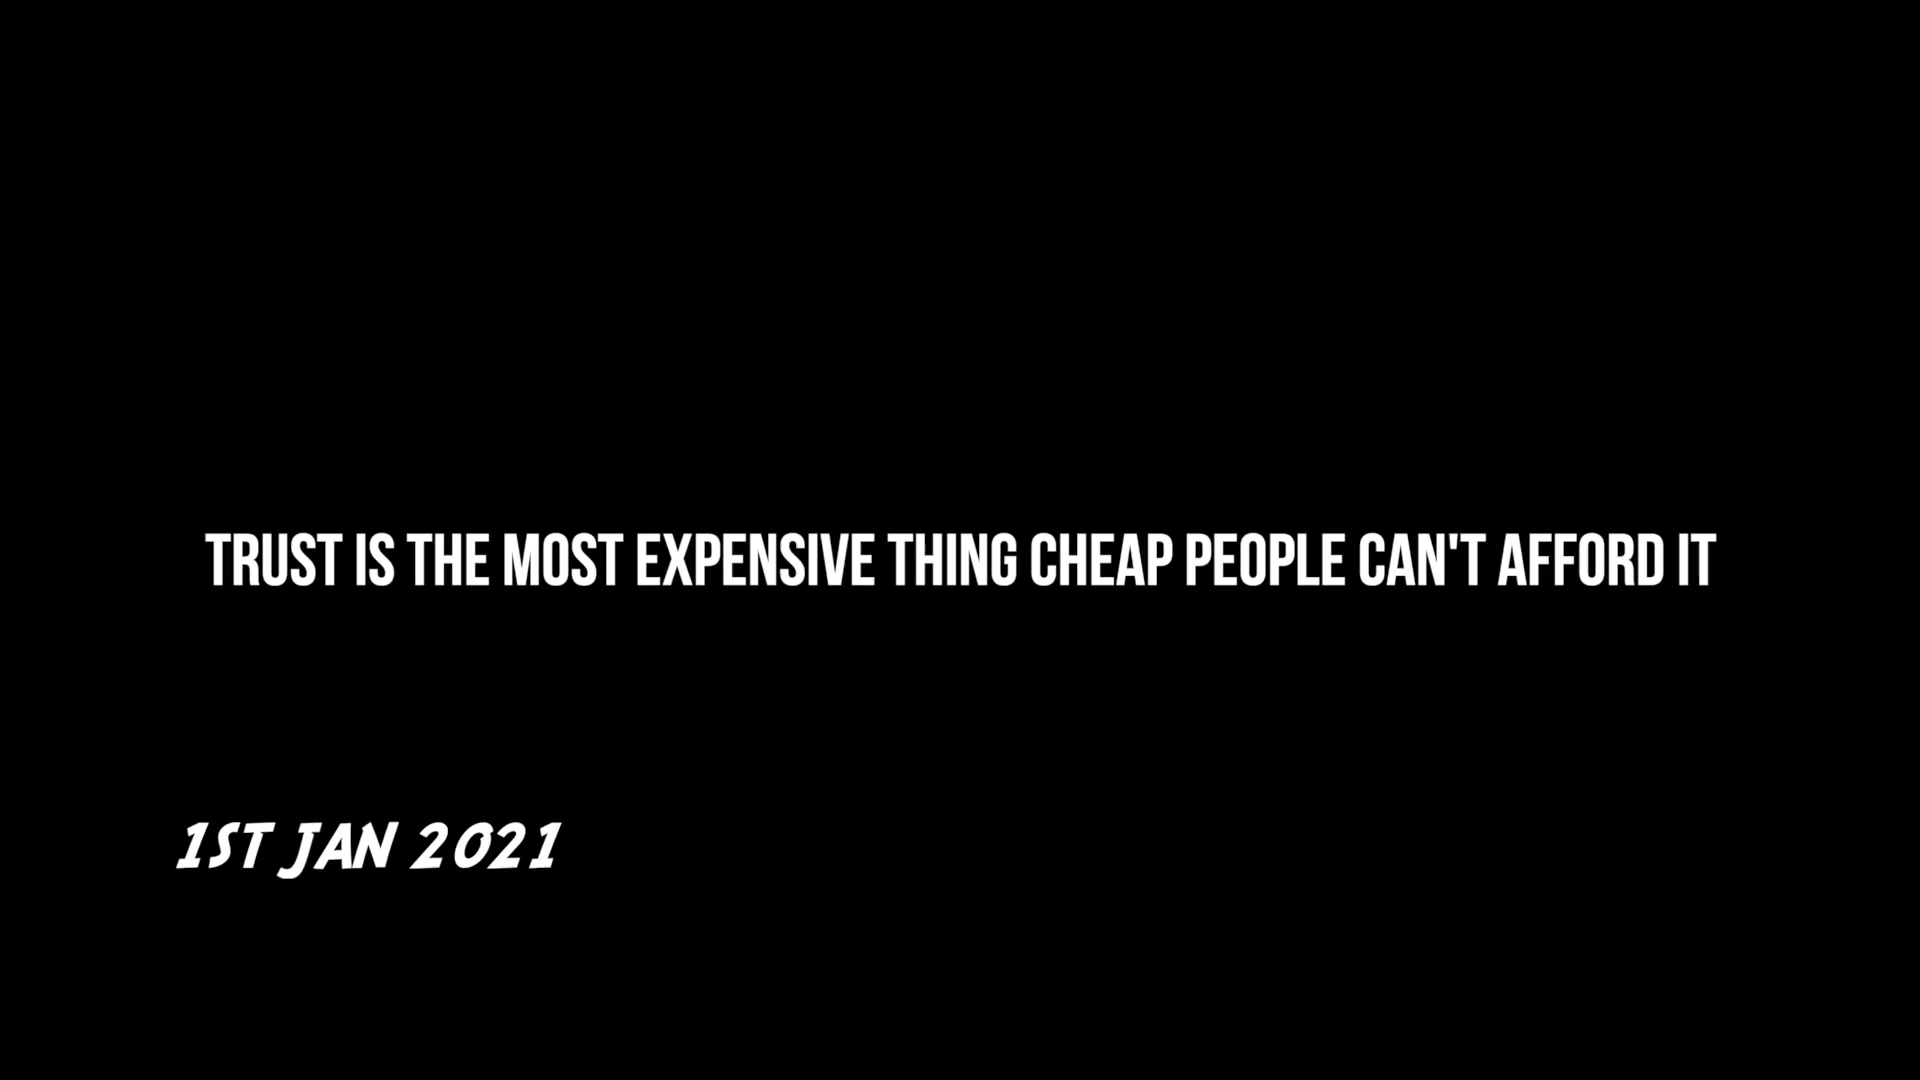 TRUST IS THE MOST EXPENSIVE THING CHEAP PEOPLE CAN'T AFFORD IT
1ST JAN 2021